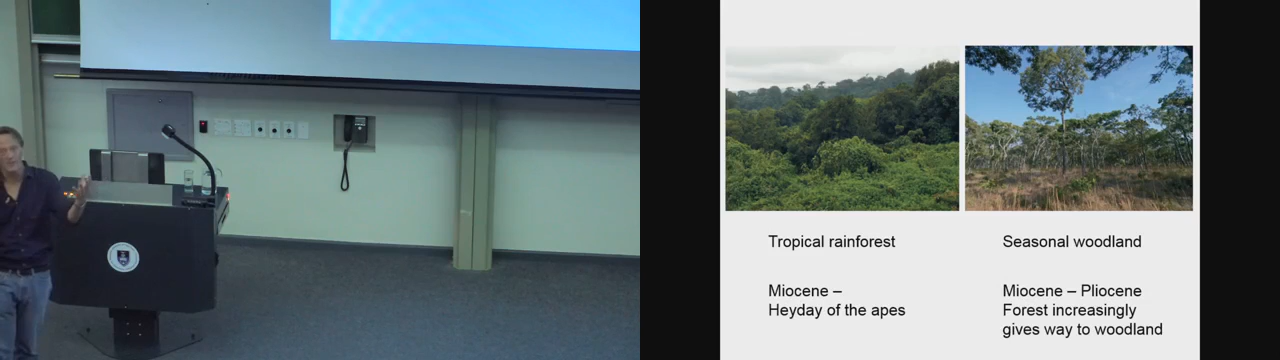 Tropical rainforest
Seasonal woodland
Miocene –
Heyday of the apes
Miocene – Pliocene
Forest increasingly
gives way to woodland